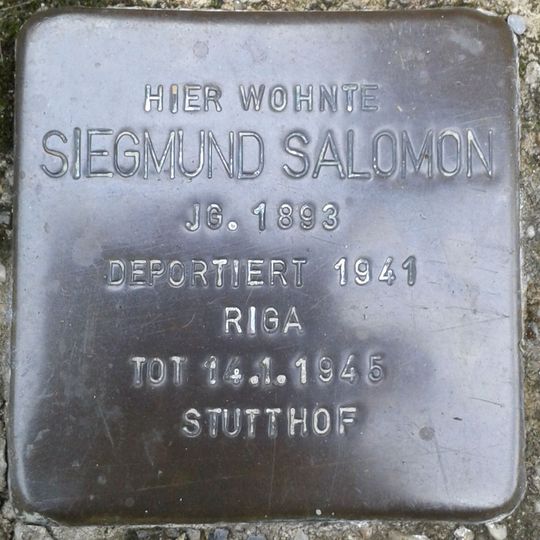 HIER WOHNTE
SIEGMUND SALOMON
JG. 1893
DEPORTIERT 1941
RIGA
TOT 14.1.1945
STUTTHOF